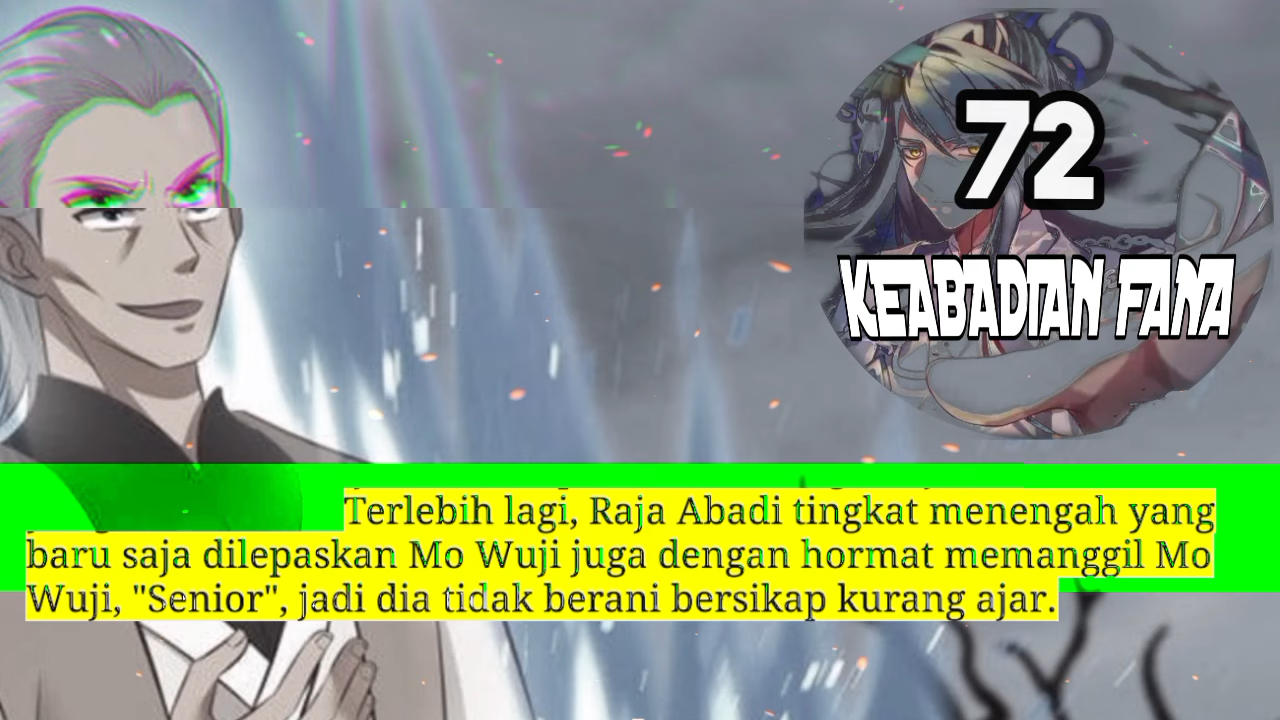 72
KEABADIAN FANA
Terlebih lagi, Raja Abadi tingkat menengah yang
baru saja dilepaskan Mo Wuji juga dengan hormat memanggil Mo
Wuji, "Senior", jadi dia tidak berani bersikap kurang ajar.